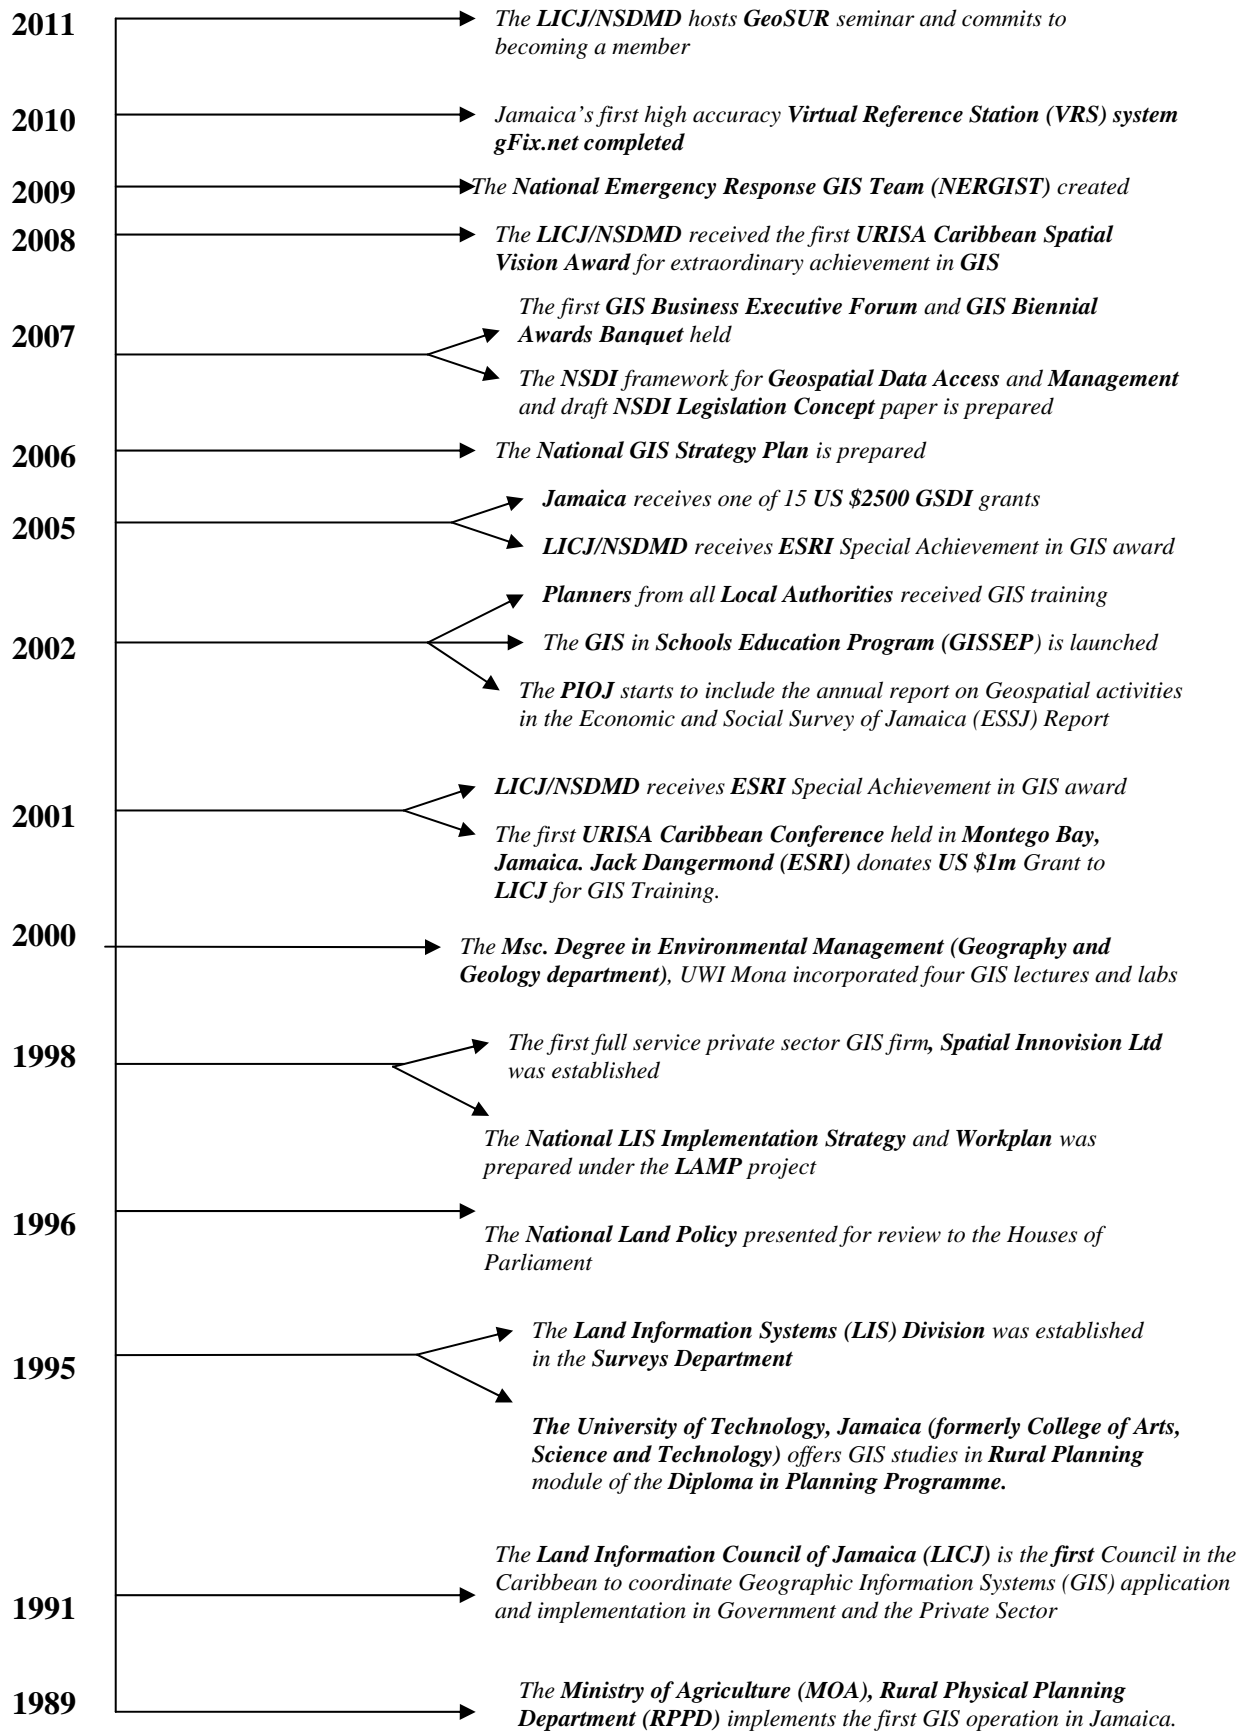 2011
The LICJ/NSDMD hosts GeoSUR seminar and commits to
becoming a member
2010
Jamaica's first high accuracy Virtual Reference Station (VRS) system
gFix.net completed
2009
The National Emergency Response GIS Team (NERGIST) created
2008
The LICJ/NSDMD received the first URISA Caribbean Spatial
Vision Award for extraordinary achievement in GIS
2007
The first GIS Business Executive Forum and GIS Biennial
Awards Banquet held
The NSDI framework for Geospatial Data Access and Management
and draft NSDI Legislation Concept paper is prepared
2006
The National GIS Strategy Plan is prepared
2005
Jamaica receives one of 15 US $2500 GSDI grants
LICJ/NSDMD receives ESRI Special Achievement in GIS award
2002
Planners from all Local Authorities received GIS training
The GIS in Schools Education Program (GISSEP) is launched
The PIOJ starts to include the annual report on Geospatial activities
in the Economic and Social Survey of Jamaica (ESSJ) Report
2001
LICJ/NSDMD receives ESRI Special Achievement in GIS award
The first URISA Caribbean Conference held in Montego Bay,
Jamaica. Jack Dangermond (ESRI) donates US $1m Grant to
LICJ for GIS Training.
2000
The Msc. Degree in Environmental Management (Geography and
Geology department), UWI Mona incorporated four GIS lectures and labs
1998
The first full service private sector GIS firm, Spatial Innovision Ltd
was established
The National LIS Implementation Strategy and Workplan was
prepared under the LAMP project
1996
The National Land Policy presented for review to the Houses of
Parliament
1995
The Land Information Systems (LIS) Division was established
in the Surveys Department
The University of Technology, Jamaica (formerly College of Arts,
Science and Technology) offers GIS studies in Rural Planning
module of the Diploma in Planning Programme.
1991
The Land Information Council of Jamaica (LICJ) is the first Council in the
Caribbean to coordinate Geographic Information Systems (GIS) application
and implementation in Government and the Private Sector
1989
The Ministry of Agriculture (MOA), Rural Physical Planning
Department (RPPD) implements the first GIS operation in Jamaica.